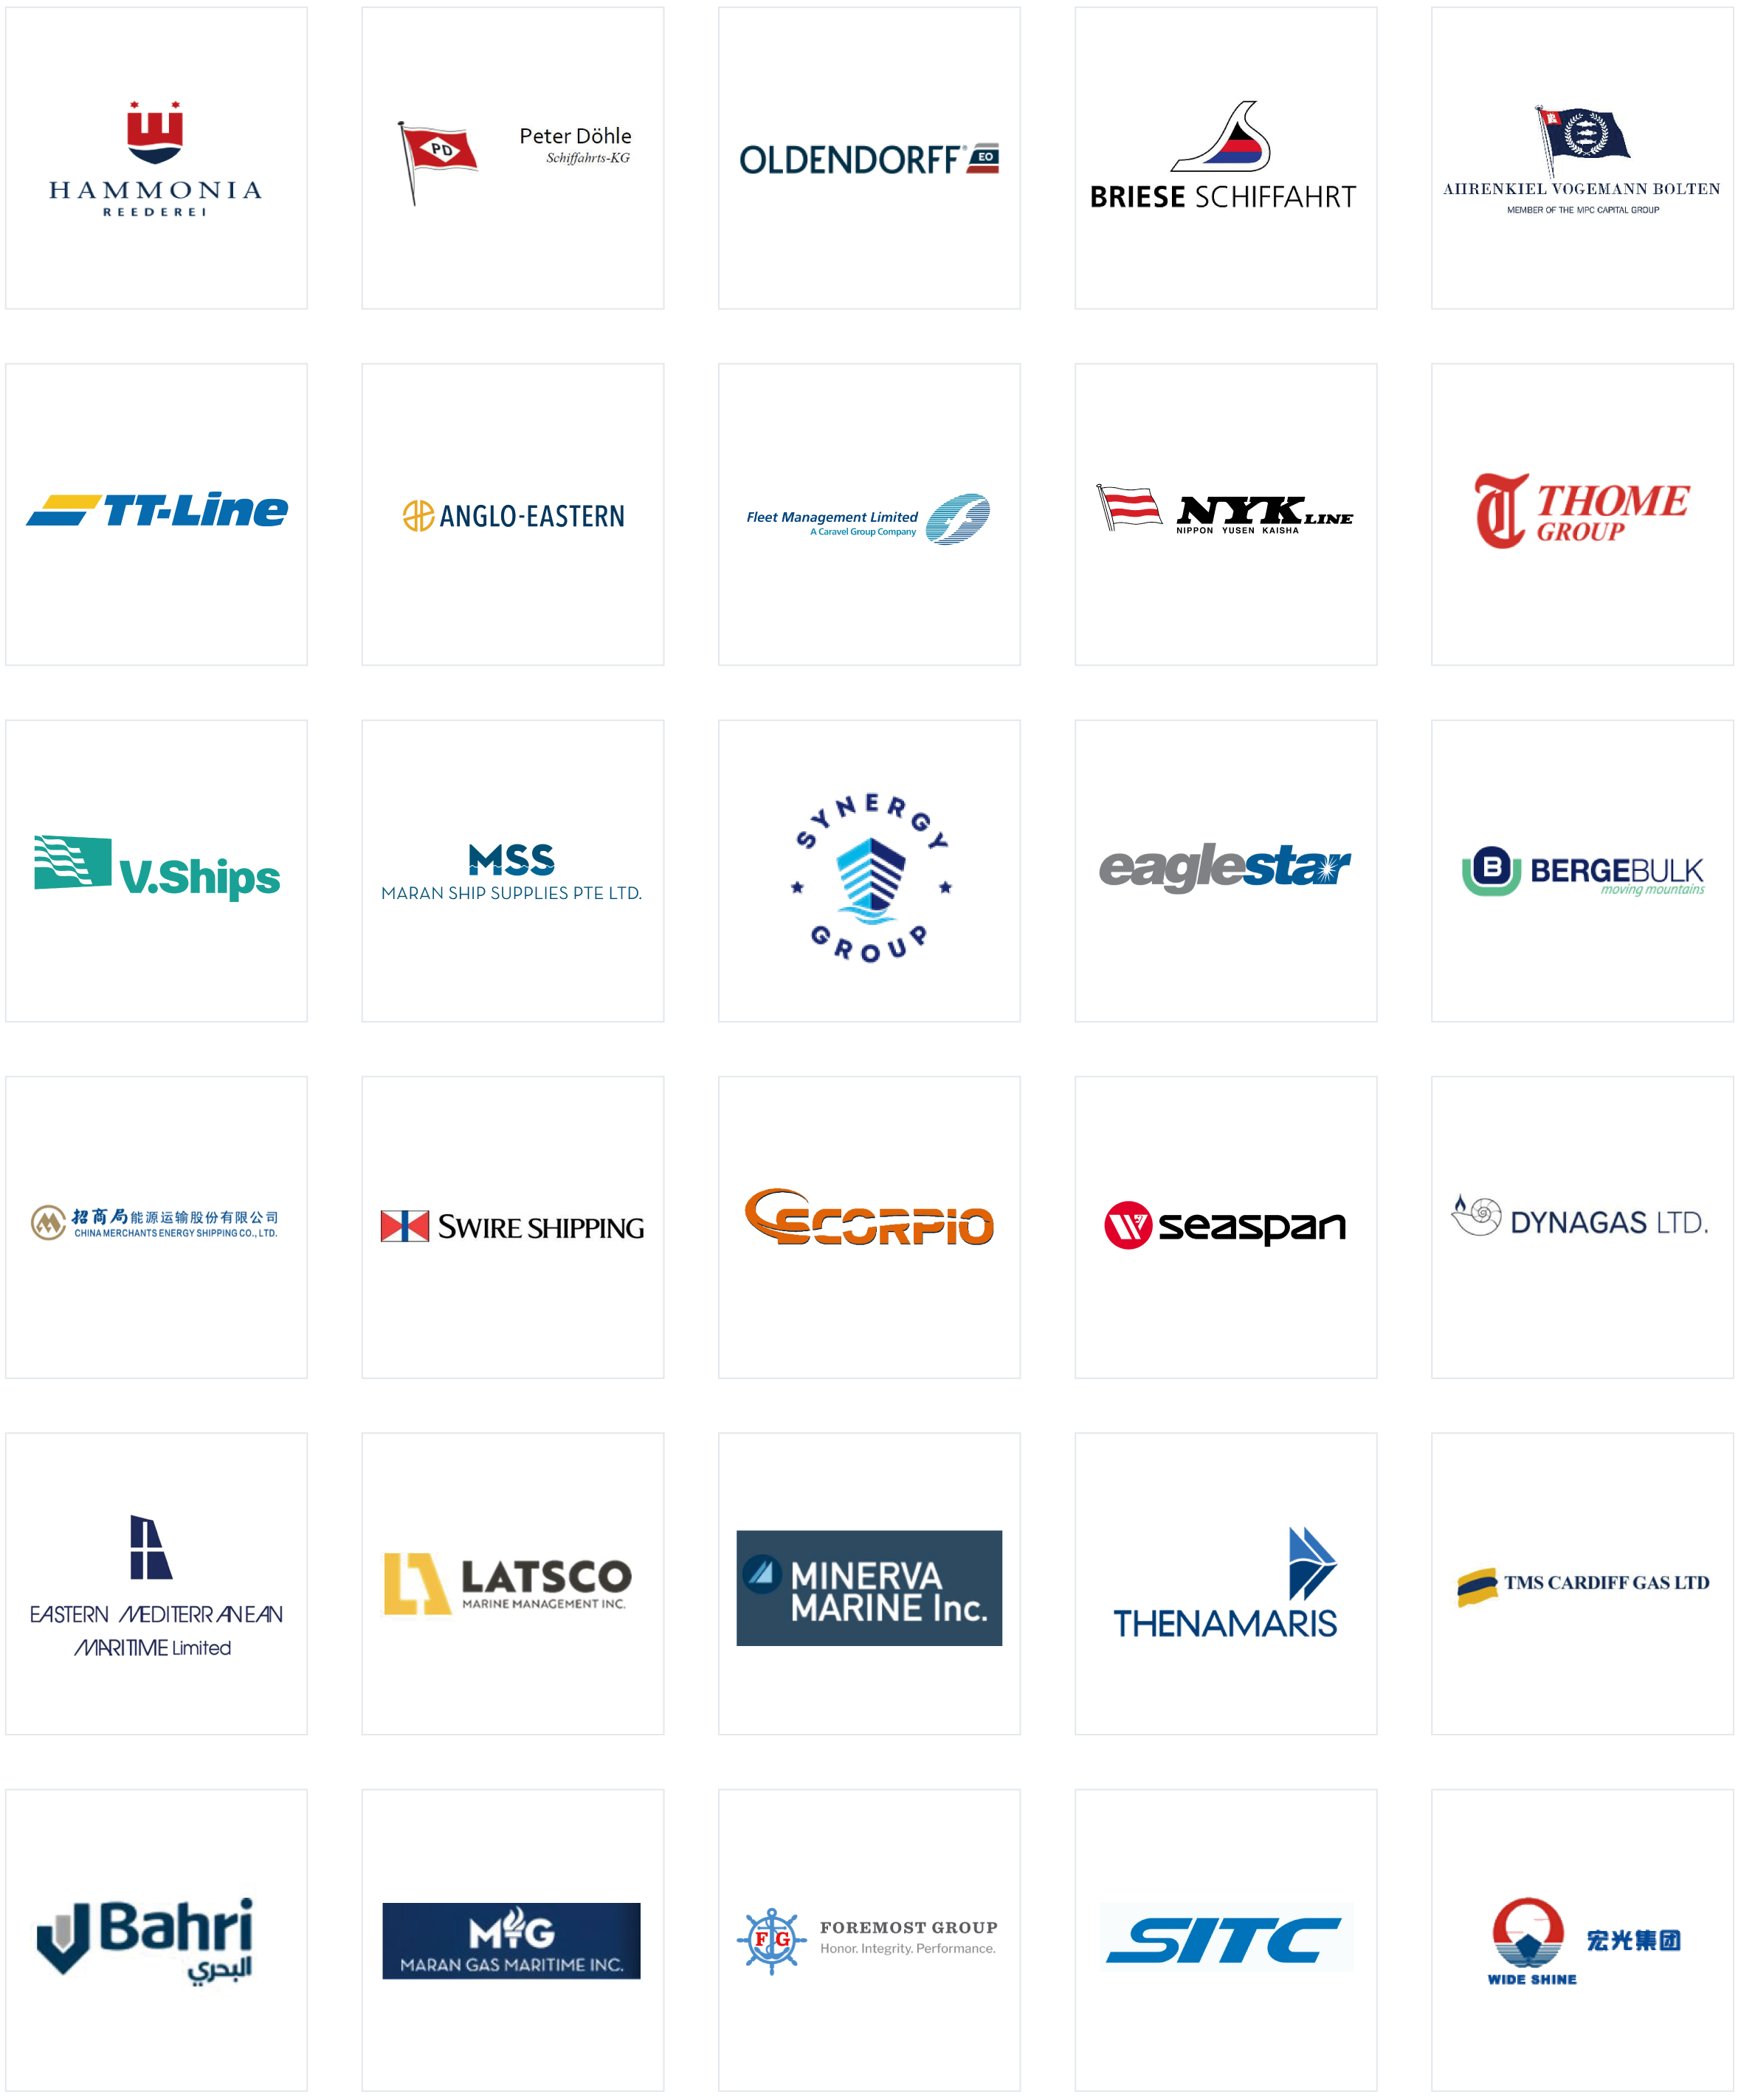 HAMMONIA
REEDEREI
PD
Peter Döhle
Schiffahrts-KG
OLDENDORFF EO
BRIESE SCHIFFAHRT
AHRENKIEL VOGEMANN BOLTEN
MEMBER OF THE MPC CAPITAL GROUP
TT-Line
ANGLO-EASTERN
Fleet Management Limited
A Caravel Group Company
NYK LINE
NIPPON YUSEN KAISHA
T THOME
GROUP
V.Ships
MSS
MARAN SHIP SUPPLIES PTE LTD.
SYNERGY
GROUP
eaglestar
B BERGEBULK
moving mountains
招商局能源运输股份有限公司
CHINA MERCHANTS ENERGY SHIPPING CO., LTD.
SWIRE SHIPPING
SCORPIO
seaspan
DYNAGAS LTD.
EASTERN MEDITERRANEAN
MARITIME Limited
LATSCO
MARINE MANAGEMENT INC.
MINERVA
MARINE Inc.
THENAMARIS
TMS CARDIFF GAS LTD
Bahri
البحري
MG
MARAN GAS MARITIME INC.
FG
FOREMOST GROUP
Honor. Integrity. Performance.
SITC
宏光集团
WIDE SHINE